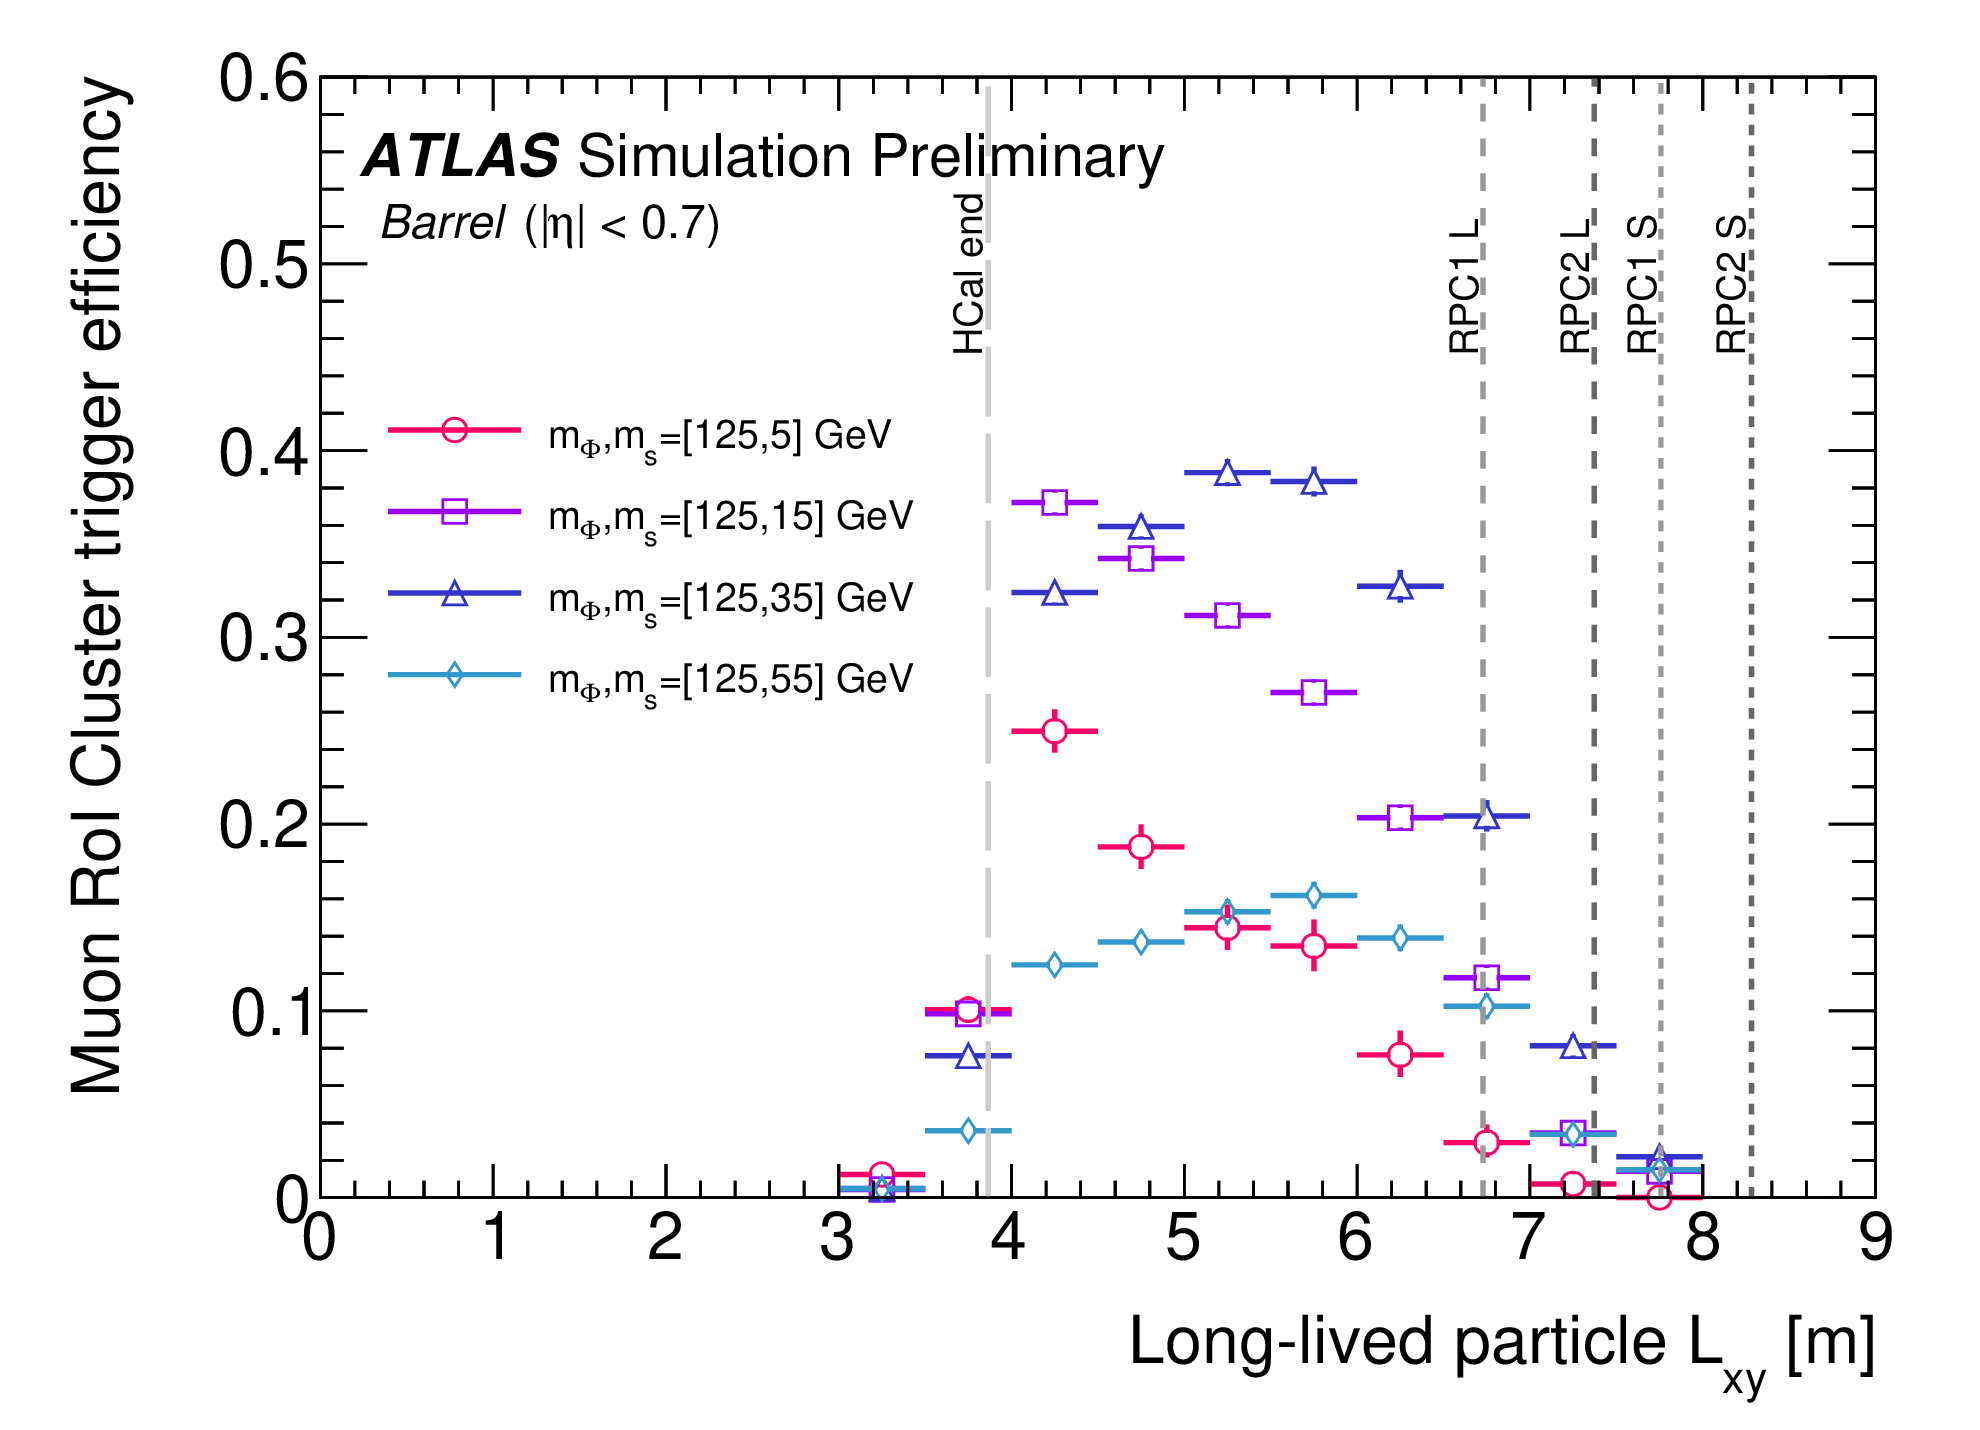 Muon RoI Cluster trigger efficiency
0.6
0.5
0.4
0.3
0.2
0.1
0
ATLAS Simulation Preliminary
Barrel (|η| < 0.7)
HCal end
RPC1 L
RPC2 L
RPC1 S
RPC2 S
mΦ,ms=[125,5] GeV
mΦ,ms=[125,15] GeV
mΦ,ms=[125,35] GeV
mΦ,ms=[125,55] GeV
0 1 2 3 4 5 6 7 8 9
Long-lived particle Lxy [m]